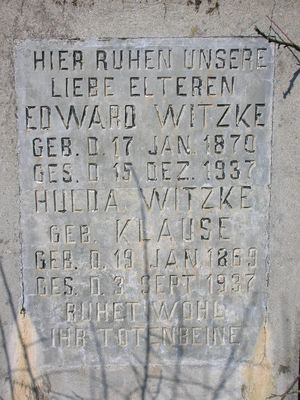 HIER RUHEN UNSERE
LIEBE ELTEREN
EDWARD WITZKE
GEB. D. 17 JAN. 1870
GES. D. 15 DEZ. 1937
HULDA WITZKE
GEB. KLAUSE
GEB. D. 19 JAN 1869
GES. D. 3 SEPT 1937
RUHET WOHL
IHR TOTENBEINE